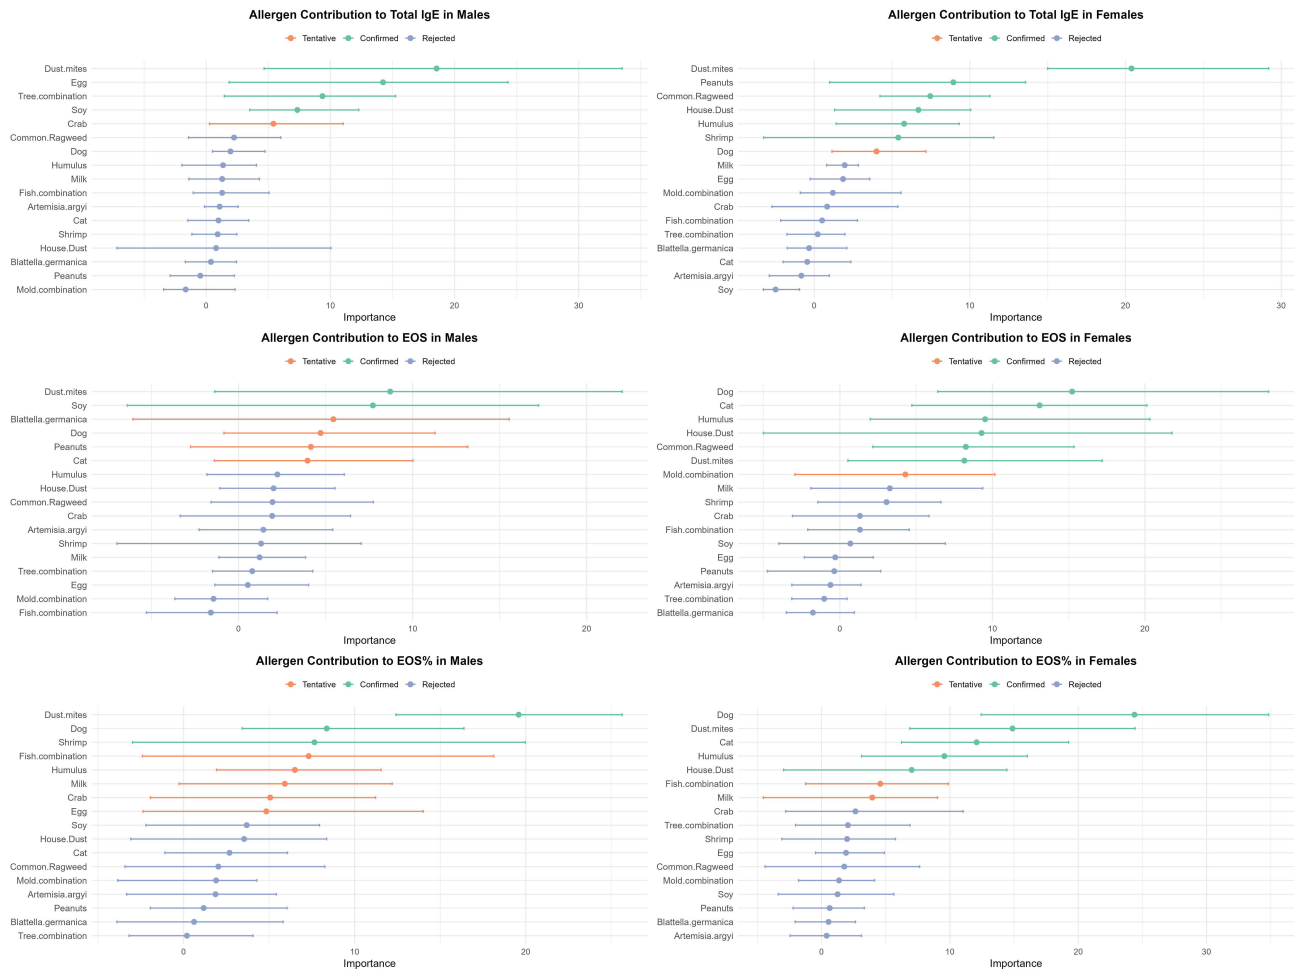 Allergen Contribution to Total IgE in Males
Tentative Confirmed Rejected
Dust.mites
Egg
Tree.combination
Soy
Crab
Common.Ragweed
Dog
Humulus
Milk
Fish.combination
Artemisia.argyi
Cat
Shrimp
House.Dust
Blattella.germanica
Peanuts
Mold.combination
0 10 20 30
Importance
Allergen Contribution to Total IgE in Females
Tentative Confirmed Rejected
Dust.mites
Peanuts
Common.Ragweed
House.Dust
Humulus
Shrimp
Dog
Milk
Egg
Mold.combination
Crab
Fish.combination
Tree.combination
Blattella.germanica
Cat
Artemisia.argyi
Soy
0 10 20 30
Importance
Allergen Contribution to EOS in Males
Tentative Confirmed Rejected
Dust.mites
Soy
Blattella.germanica
Dog
Peanuts
Cat
Humulus
House.Dust
Common.Ragweed
Crab
Artemisia.argyi
Shrimp
Milk
Tree.combination
Egg
Mold.combination
Fish.combination
0 10 20
Importance
Allergen Contribution to EOS in Females
Tentative Confirmed Rejected
Dog
Cat
Humulus
House.Dust
Common.Ragweed
Dust.mites
Mold.combination
Milk
Shrimp
Crab
Fish.combination
Soy
Egg
Peanuts
Artemisia.argyi
Tree.combination
Blattella.germanica
0 10 20
Importance
Allergen Contribution to EOS% in Males
Tentative Confirmed Rejected
Dust.mites
Dog
Shrimp
Fish.combination
Humulus
Milk
Crab
Egg
Soy
House.Dust
Cat
Common.Ragweed
Mold.combination
Artemisia.argyi
Peanuts
Blattella.germanica
Tree.combination
0 10 20
Importance
Allergen Contribution to EOS% in Females
Tentative Confirmed Rejected
Dog
Dust.mites
Cat
Humulus
House.Dust
Fish.combination
Milk
Crab
Tree.combination
Shrimp
Egg
Common.Ragweed
Mold.combination
Soy
Peanuts
Blattella.germanica
Artemisia.argyi
0 10 20 30
Importance